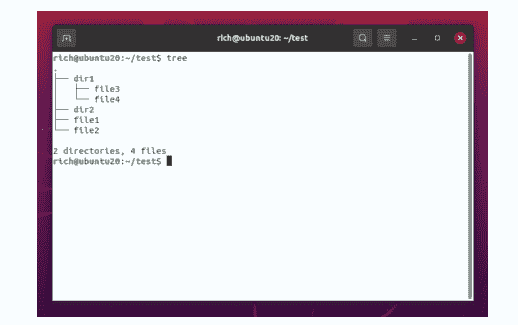 rich@ubuntu20: ~/test
rich@ubuntu20:~/test$ tree
.
├── dir1
│   ├── file3
│   └── file4
├── dir2
├── file1
└── file2
2 directories, 4 files
rich@ubuntu20:~/test$